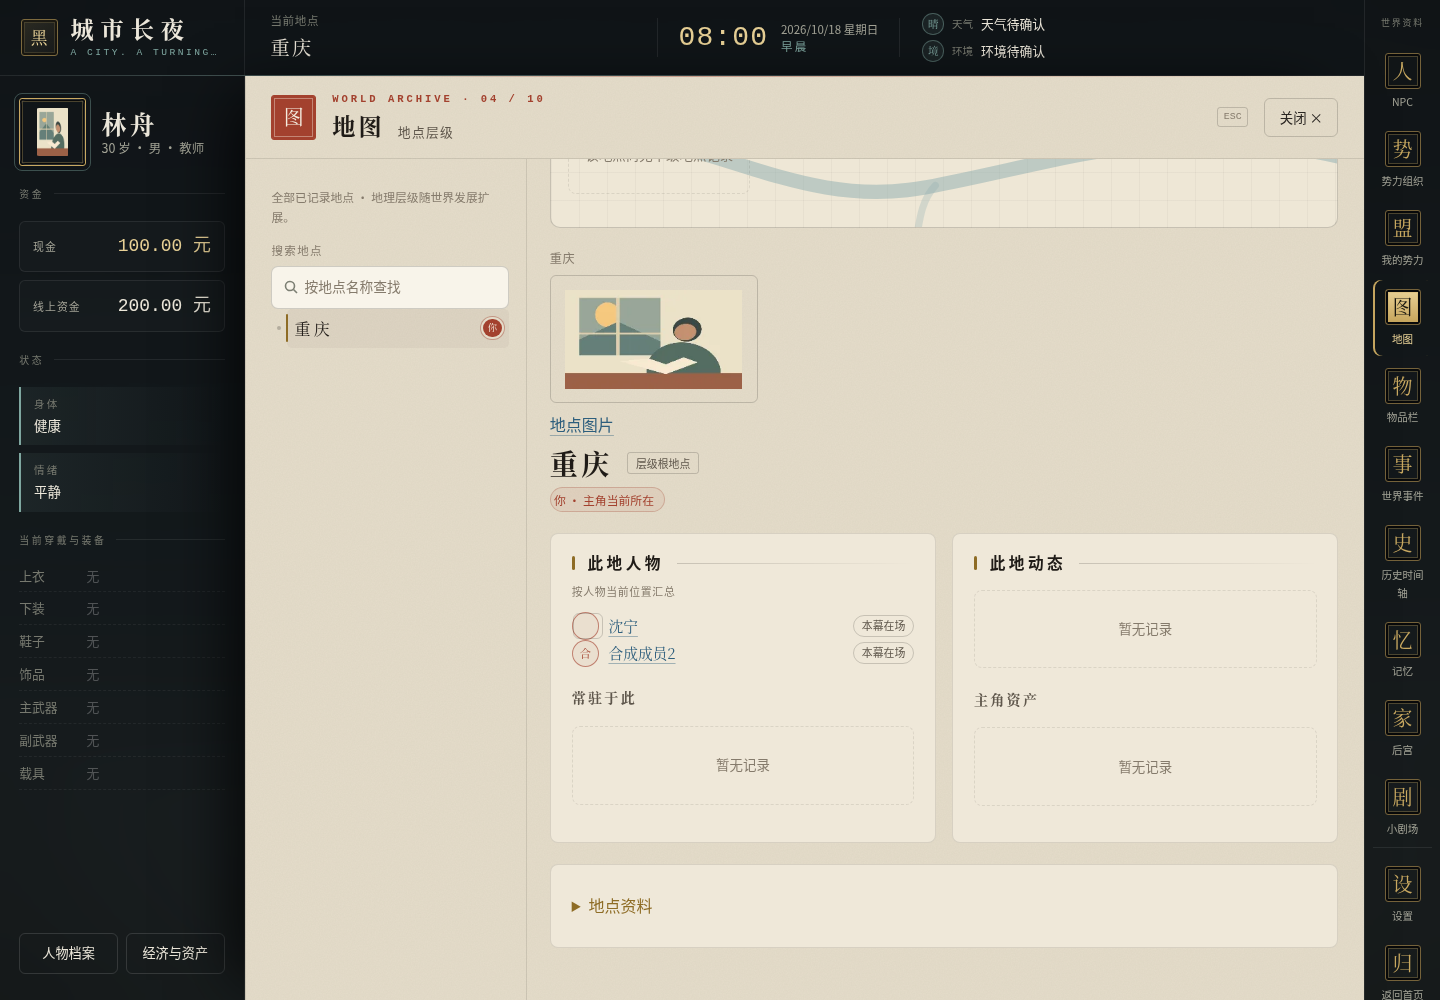 黑
城市长夜
A CITY. A TURNING…
当前地点
重庆
08:00
2026/10/18 星期日
早晨
晴 天气 天气待确认
境 环境 环境待确认
林舟
30 岁 • 男 • 教师
资金
现金 100.00 元
线上资金 200.00 元
状态
身体
健康
情绪
平静
当前穿戴与装备
上衣 无
下装 无
鞋子 无
饰品 无
主武器 无
副武器 无
载具 无
人物档案
经济与资产
图
WORLD ARCHIVE · 04 / 10
地图 地点层级
ESC
关闭 ×
全部已记录地点 • 地理层级随世界发展扩
展。
搜索地点
按地点名称查找
重庆 你
重庆
地点图片
重庆 层级根地点
你 • 主角当前所在
此地人物
按人物当前位置汇总
沈宁 本幕在场
合 合成成员2 本幕在场
常驻于此
暂无记录
此地动态
暂无记录
主角资产
暂无记录
▶ 地点资料
世界资料
人
NPC
势
势力组织
盟
我的势力
图
地图
物
物品栏
事
世界事件
史
历史时间
轴
忆
记忆
家
后宫
剧
小剧场
设
设置
归
返回首页